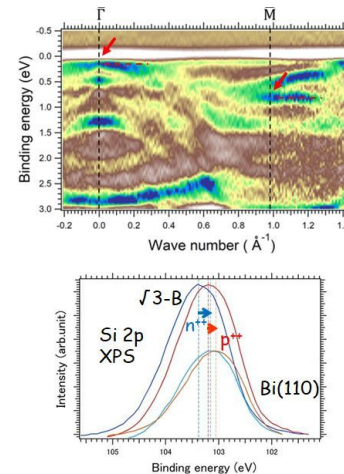 Γ̅
M̅
-0.5
0.0
0.5
1.0
1.5
2.0
2.5
3.0
Binding energy (eV)
-0.2 0.0 0.2 0.4 0.6 0.8 1.0 1.2 1.4
Wave number ( Å⁻¹)
√3-B
n⁺⁺
p⁺⁺
Si 2p
XPS
Bi(110)
Intensity (arb.unit)
105 104 103 102
Binding energy (eV)